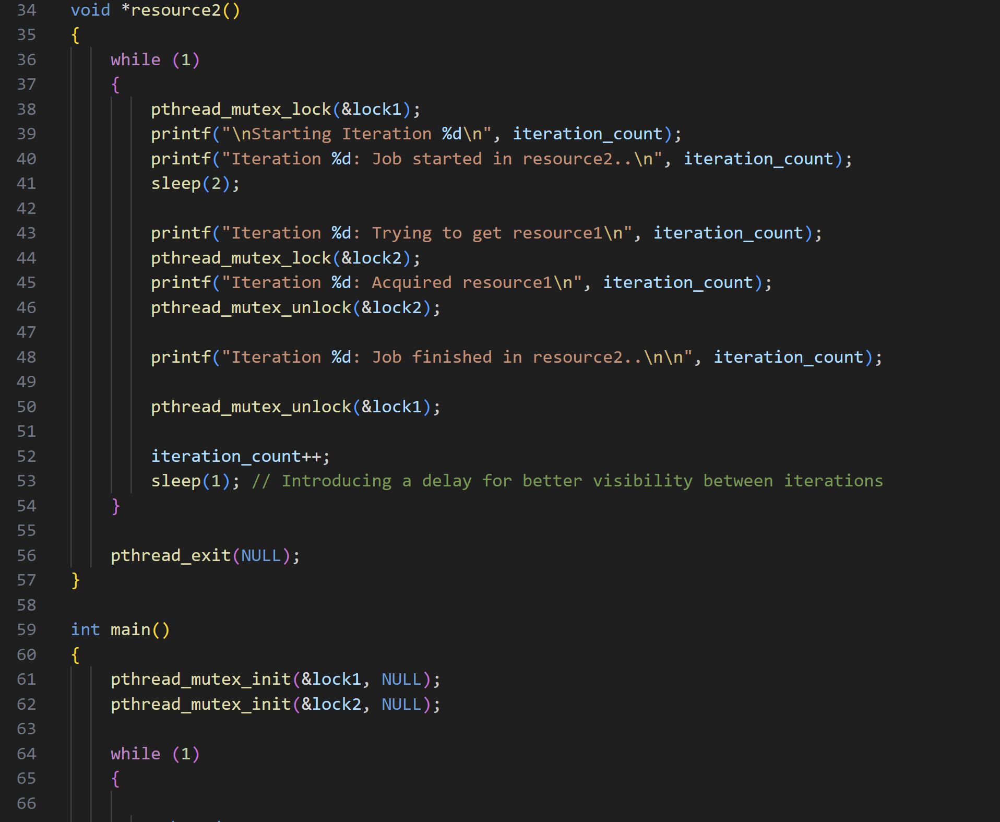 34 void *resource2()
35 {
36     while (1)
37     {
38         pthread_mutex_lock(&lock1);
39         printf("\nStarting Iteration %d\n", iteration_count);
40         printf("Iteration %d: Job started in resource2..\n", iteration_count);
41         sleep(2);
42
43         printf("Iteration %d: Trying to get resource1\n", iteration_count);
44         pthread_mutex_lock(&lock2);
45         printf("Iteration %d: Acquired resource1\n", iteration_count);
46         pthread_mutex_unlock(&lock2);
47
48         printf("Iteration %d: Job finished in resource2..\n\n", iteration_count);
49
50         pthread_mutex_unlock(&lock1);
51
52         iteration_count++;
53         sleep(1); // Introducing a delay for better visibility between iterations
54     }
55
56     pthread_exit(NULL);
57 }
58
59 int main()
60 {
61     pthread_mutex_init(&lock1, NULL);
62     pthread_mutex_init(&lock2, NULL);
63
64     while (1)
65     {
66